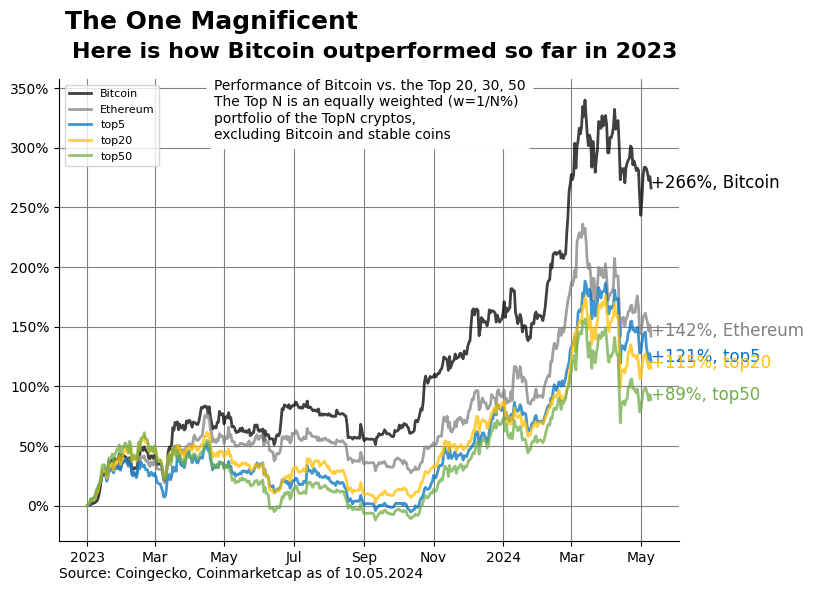 The One Magnificent
Here is how Bitcoin outperformed so far in 2023
Performance of Bitcoin vs. the Top 20, 30, 50
The Top N is an equally weighted (w=1/N%)
portfolio of the TopN cryptos,
excluding Bitcoin and stable coins
Bitcoin
Ethereum
top5
top20
top50
350%
300%
250%
200%
150%
100%
50%
0%
+266%, Bitcoin
+142%, Ethereum
+121%, top5
+115%, top20
+89%, top50
2023 Mar May Jul Sep Nov 2024 Mar May
Source: Coingecko, Coinmarketcap as of 10.05.2024